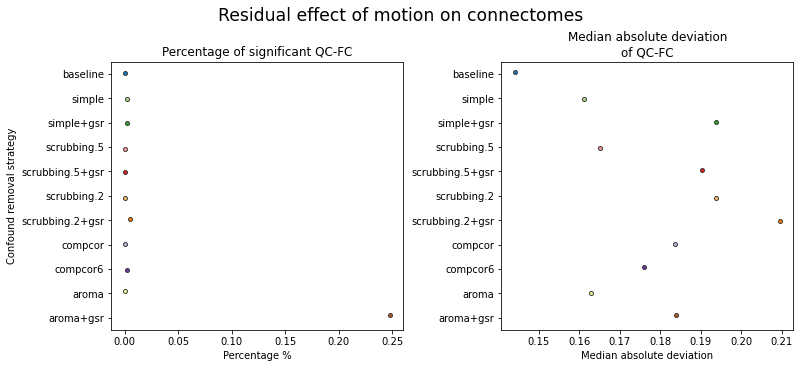 Residual effect of motion on connectomes
Percentage of significant QC-FC
Confound removal strategy
baseline
simple
simple+gsr
scrubbing.5
scrubbing.5+gsr
scrubbing.2
scrubbing.2+gsr
compcor
compcor6
aroma
aroma+gsr
0.00 0.05 0.10 0.15 0.20 0.25
Percentage %
Median absolute deviation
of QC-FC
baseline
simple
simple+gsr
scrubbing.5
scrubbing.5+gsr
scrubbing.2
scrubbing.2+gsr
compcor
compcor6
aroma
aroma+gsr
0.15 0.16 0.17 0.18 0.19 0.20 0.21
Median absolute deviation